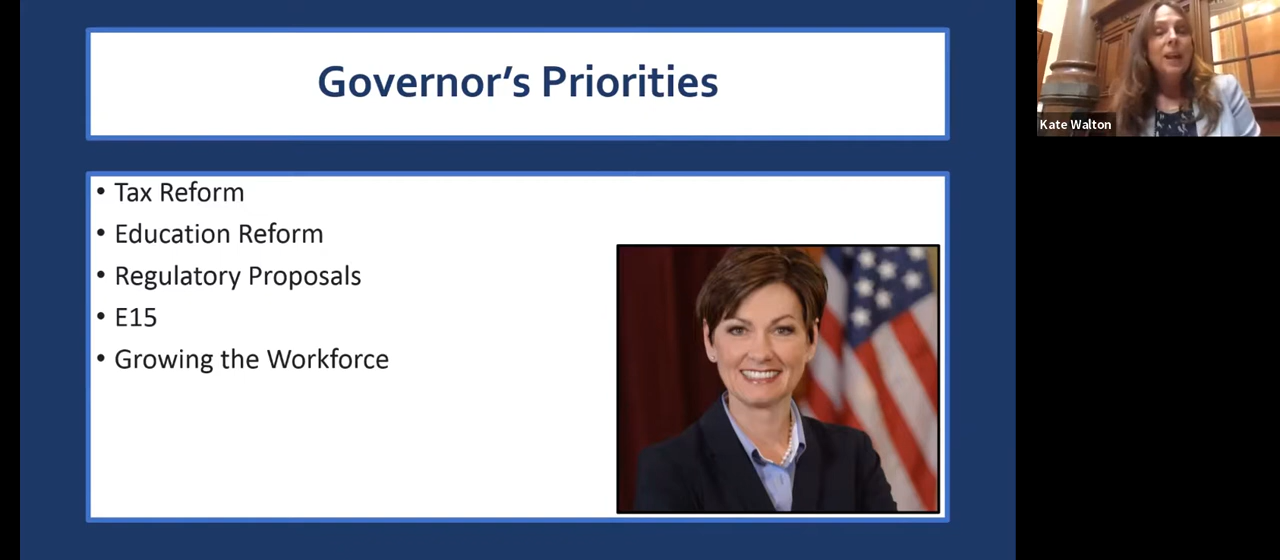 Governor’s Priorities
• Tax Reform
• Education Reform
• Regulatory Proposals
• E15
• Growing the Workforce
Kate Walton